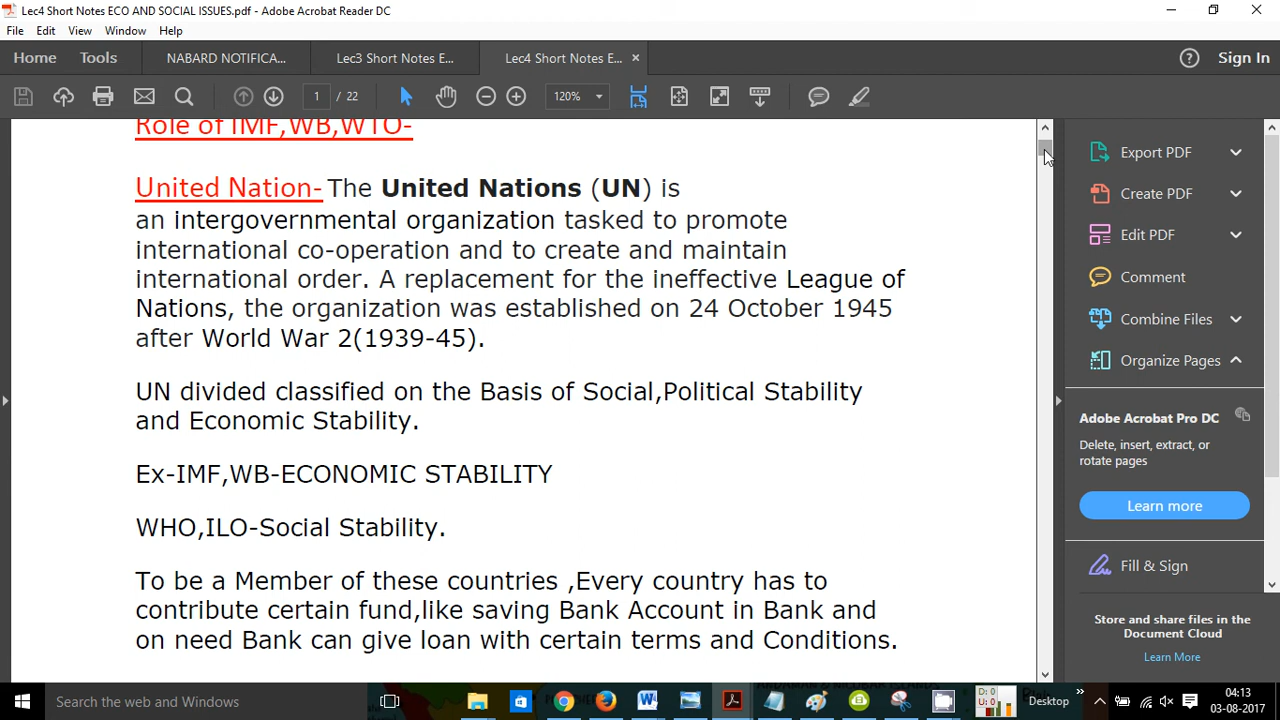 Lec4 Short Notes ECO AND SOCIAL ISSUES.pdf - Adobe Acrobat Reader DC
File Edit View Window Help
Home Tools NABARD NOTIFICA... Lec3 Short Notes E... Lec4 Short Notes E... × ? Sign In
1 / 22 120%
Role of IMF,WB,WTO-
United Nation- The United Nations (UN) is
an intergovernmental organization tasked to promote
international co-operation and to create and maintain
international order. A replacement for the ineffective League of
Nations, the organization was established on 24 October 1945
after World War 2(1939-45).
UN divided classified on the Basis of Social,Political Stability
and Economic Stability.
Ex-IMF,WB-ECONOMIC STABILITY
WHO,ILO-Social Stability.
To be a Member of these countries ,Every country has to
contribute certain fund,like saving Bank Account in Bank and
on need Bank can give loan with certain terms and Conditions.
Export PDF
Create PDF
Edit PDF
Comment
Combine Files
Organize Pages
Adobe Acrobat Pro DC
Delete, insert, extract, or
rotate pages
Learn more
Fill & Sign
Store and share files in the
Document Cloud
Learn More
Search the web and Windows
D: 0
U: 0
Desktop
04:13
03-08-2017